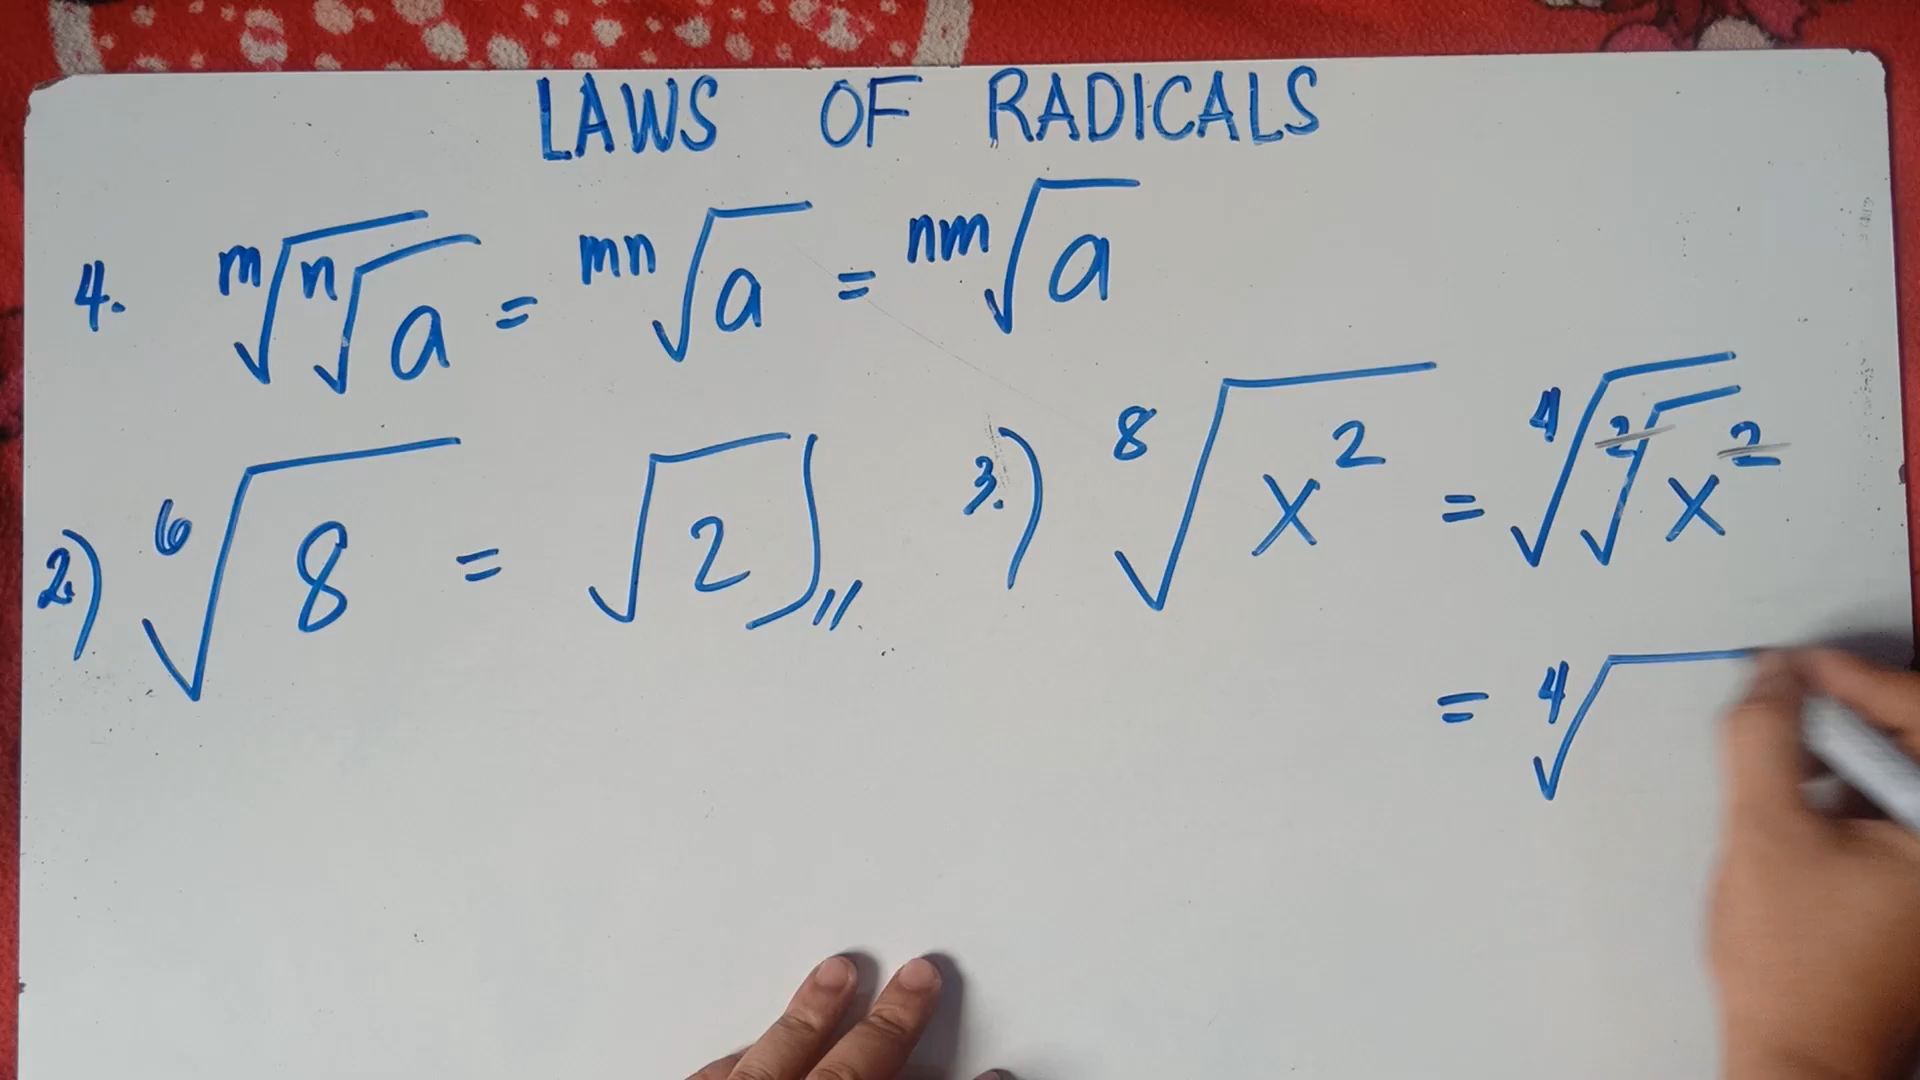 LAWS OF RADICALS
4. ᵐ√ⁿ√a = ᵐⁿ√a = ⁿᵐ√a
2.) ⁶√8 = √2 //
3.) ⁸√x² = ⁴√²√x²
= ⁴√